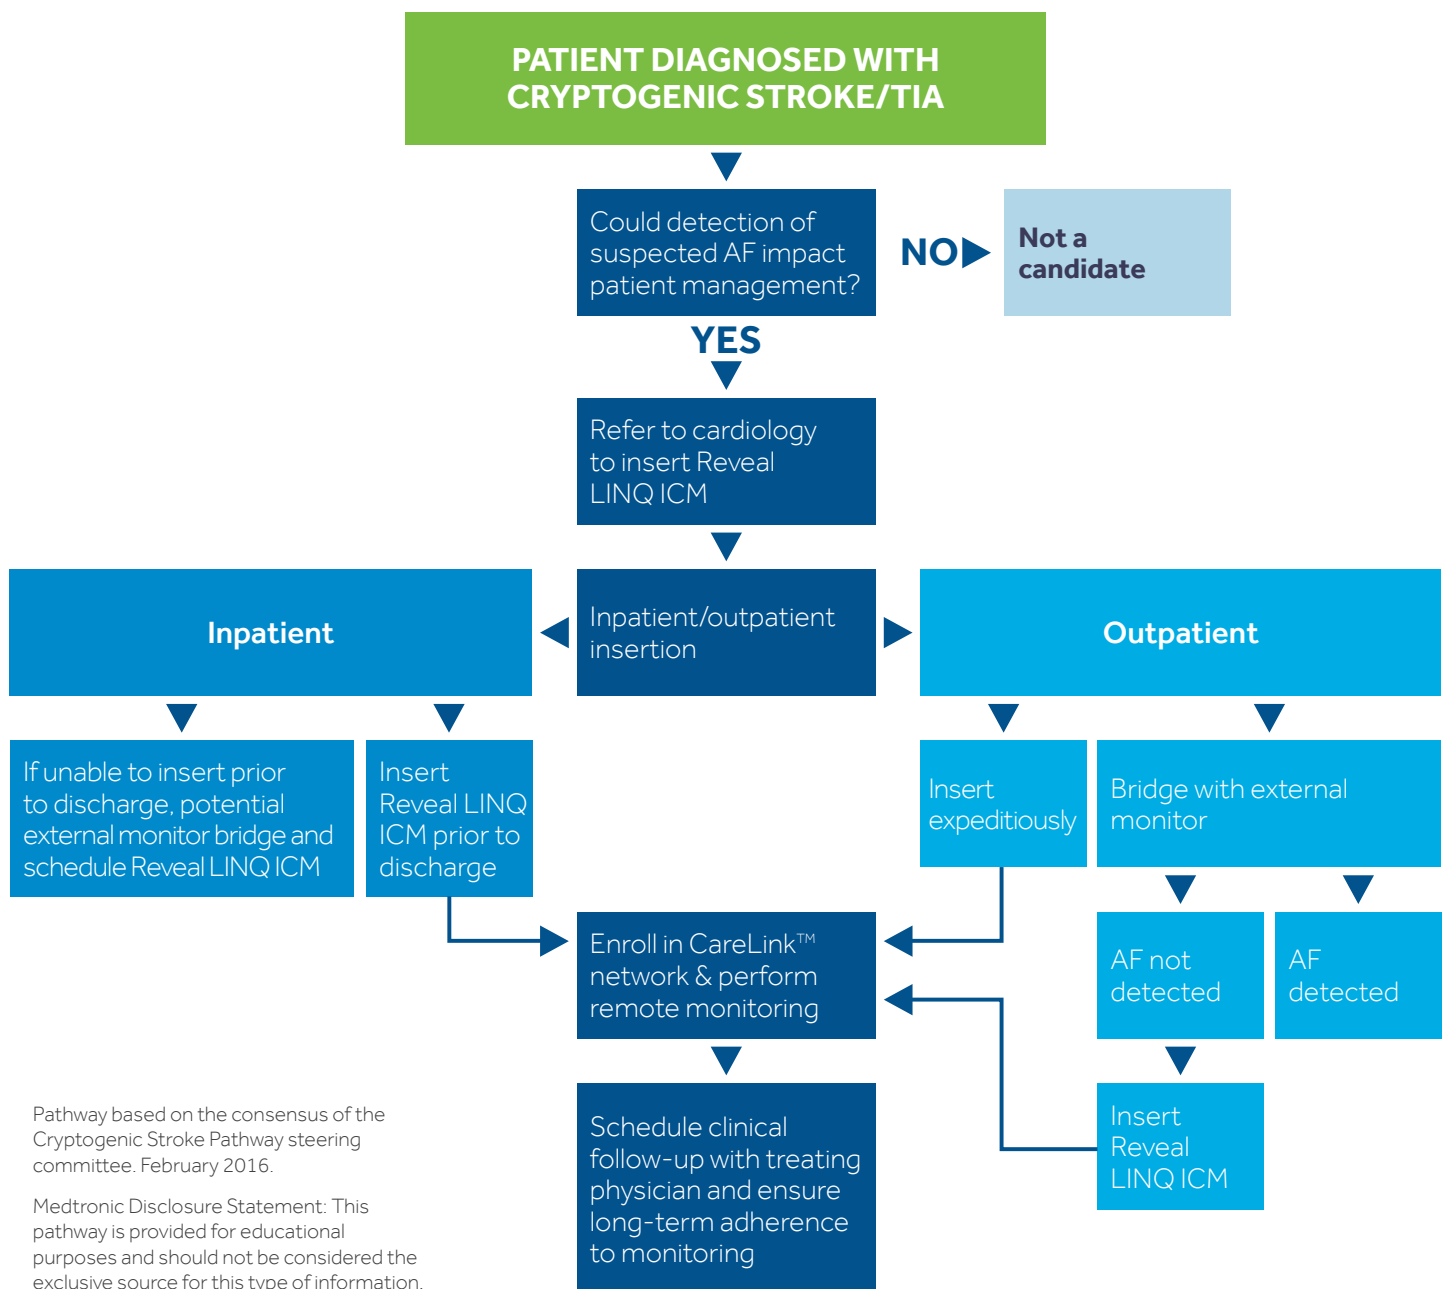 PATIENT DIAGNOSED WITH
CRYPTOGENIC STROKE/TIA
Could detection of
suspected AF impact
patient management?
NO
Not a
candidate
YES
Refer to cardiology
to insert Reveal
LINQ ICM
Inpatient
Inpatient/outpatient
insertion
Outpatient
If unable to insert prior
to discharge, potential
external monitor bridge and
schedule Reveal LINQ ICM
Insert
Reveal LINQ
ICM prior to
discharge
Insert
expeditiously
Bridge with external
monitor
Enroll in CareLink™
network & perform
remote monitoring
AF not
detected
AF
detected
Insert
Reveal
LINQ ICM
Schedule clinical
follow-up with treating
physician and ensure
long-term adherence
to monitoring
Pathway based on the consensus of the
Cryptogenic Stroke Pathway steering
committee. February 2016.
Medtronic Disclosure Statement: This
pathway is provided for educational
purposes and should not be considered the
exclusive source for this type of information.